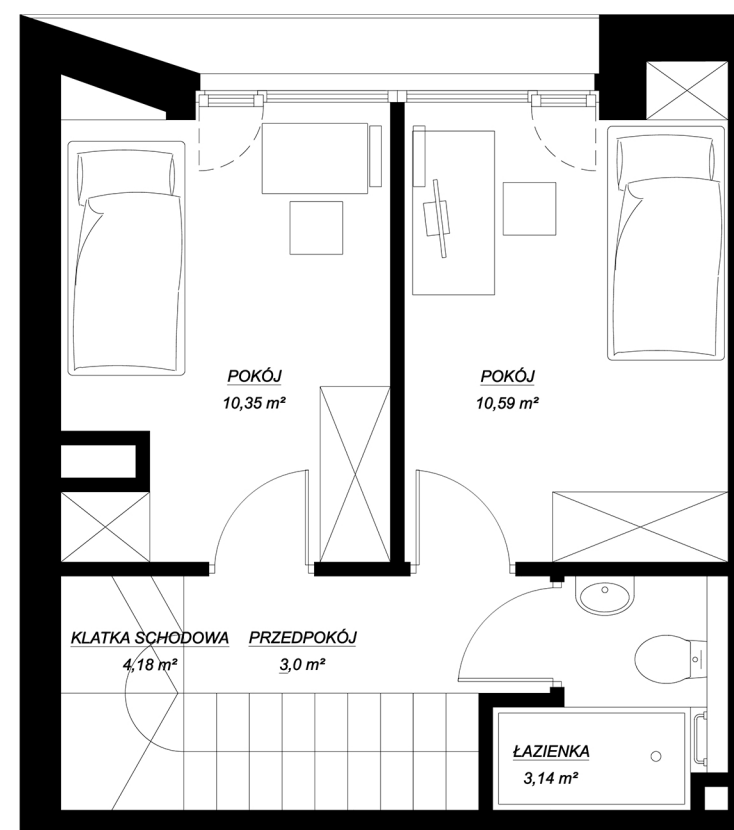 POKÓJ
10,35 m²
POKÓJ
10,59 m²
KLATKA SCHODOWA
4,18 m²
PRZEDPOKÓJ
3,0 m²
ŁAZIENKA
3,14 m²